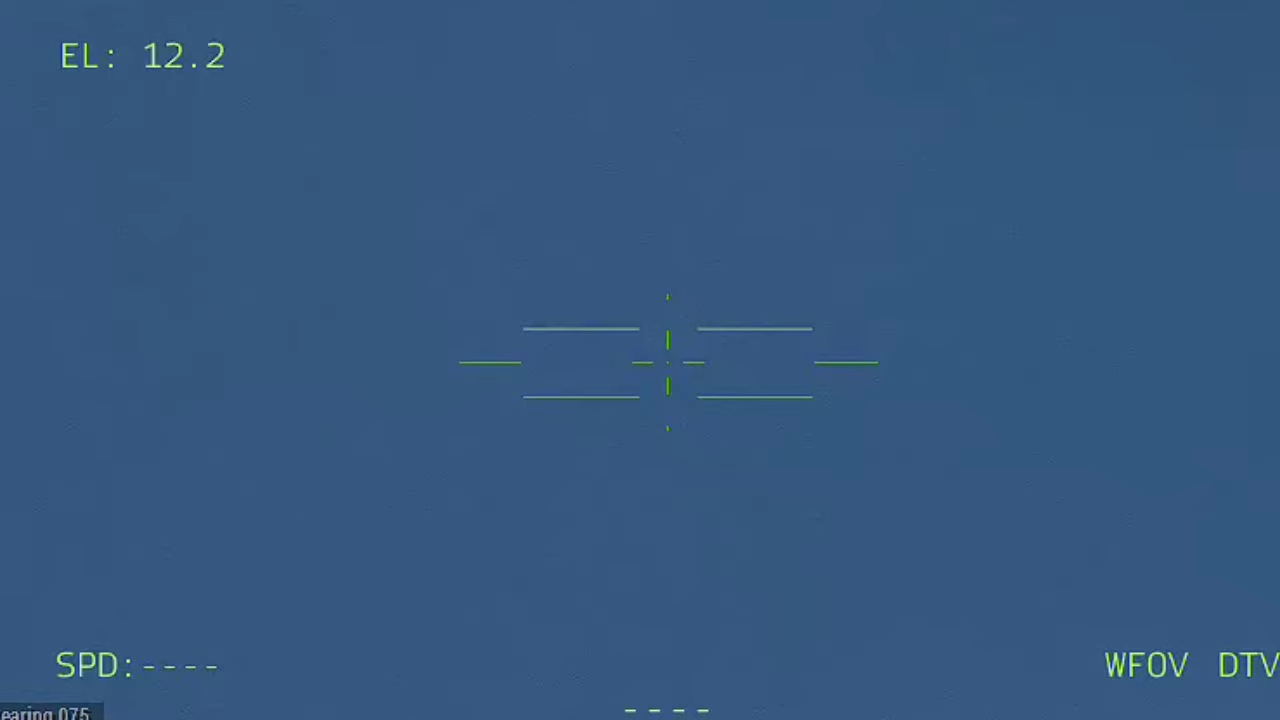 EL: 12.2
SPD:----
WFOV DTV
----
earing 075